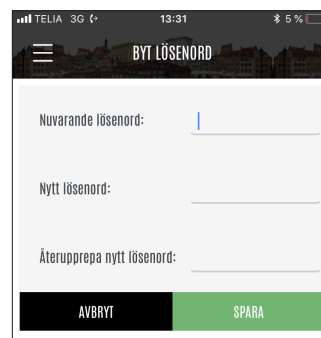 TELIA 3G 13:31 5 %
BYT LÖSENORD
Nuvarande lösenord:
Nytt lösenord:
Återupprepa nytt lösenord:
AVBRYT SPARA